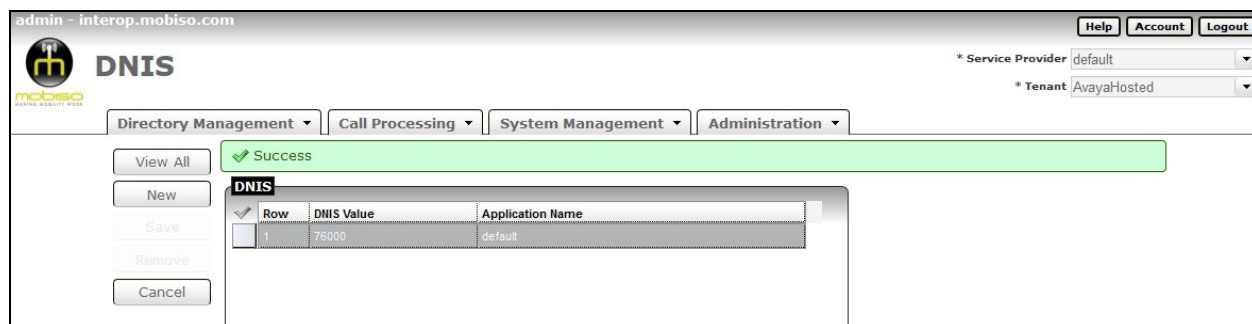 admin - interop.mobiso.com
Help Account Logout
DNIS
* Service Provider default
* Tenant AvayaHosted
mobiso
MAKING MOBILITY WORK
Directory Management Call Processing System Management Administration
View All
Success
New
DNIS
Row DNIS Value Application Name
Save
1 76000 default
Remove
Cancel